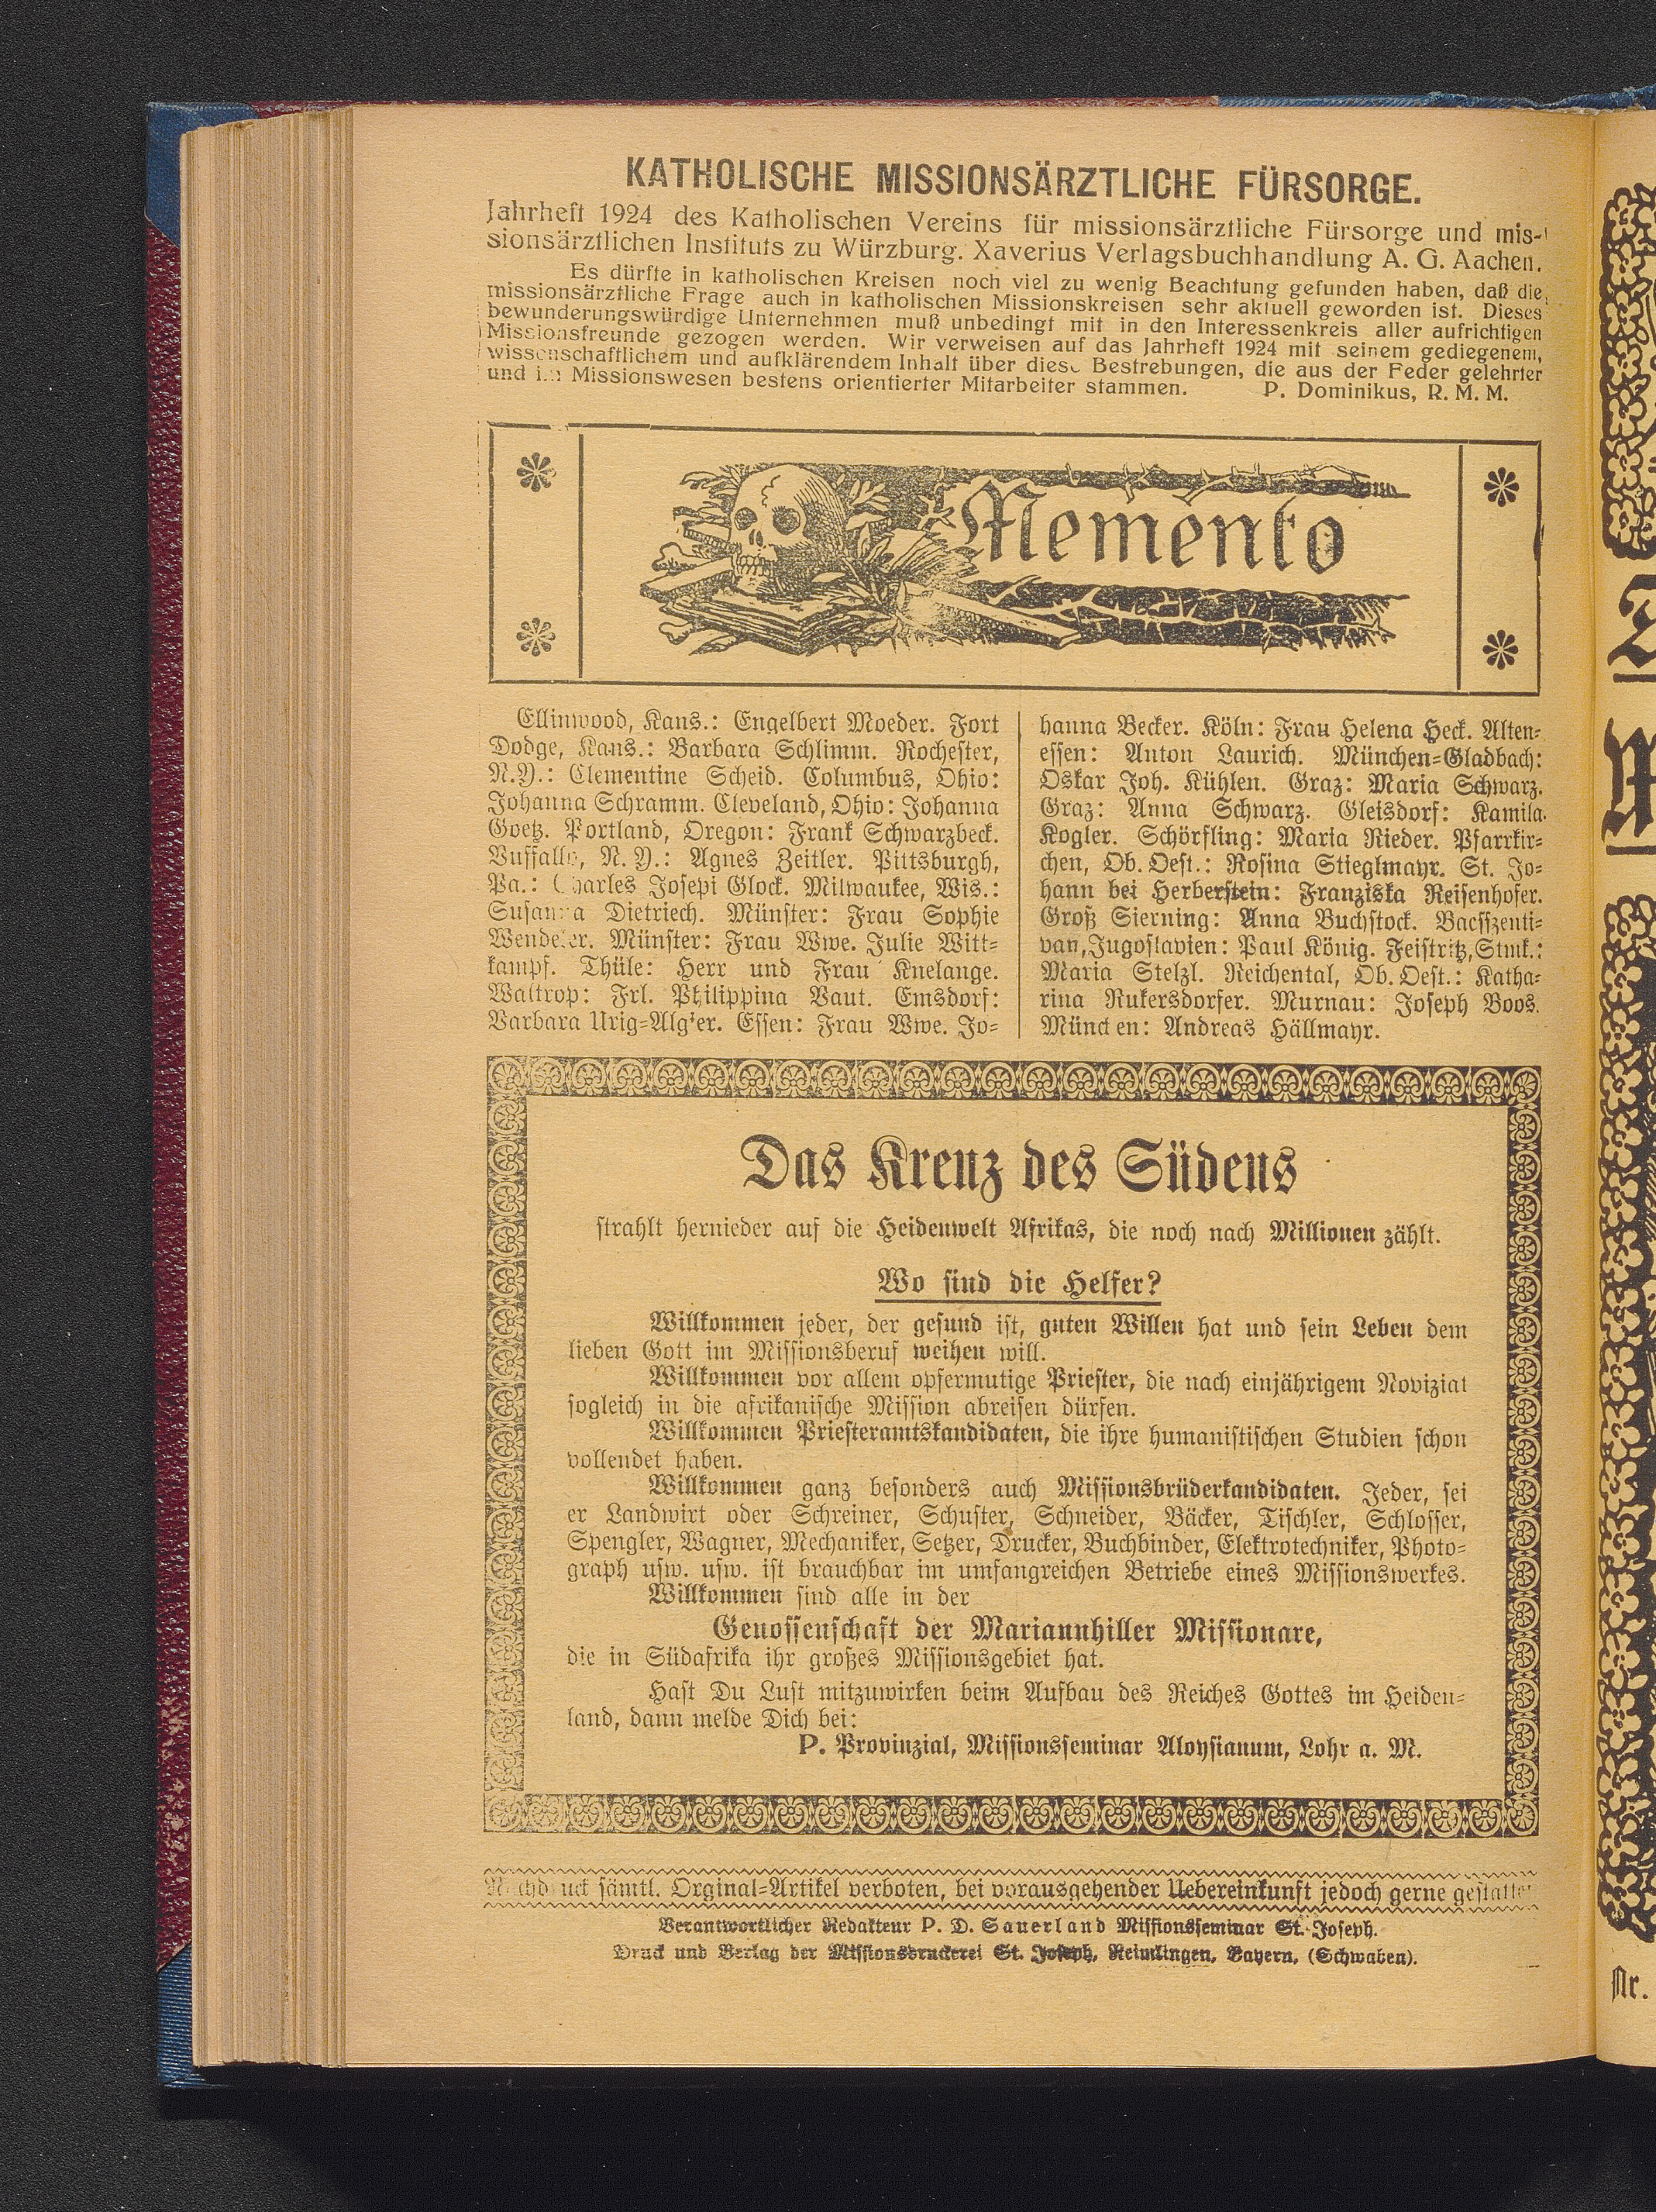 KATHOLISCHE MISSIONSÄRZTLICHE FÜRSORGE.
Jahrheft 1924 des Katholischen Vereins für missionsärztliche Fürsorge und mis-
sionsärztlichen Instituts zu Würzburg. Xaverius Verlagsbuchhandlung A. G. Aachen.
Es dürfte in katholischen Kreisen noch viel zu wenig Beachtung gefunden haben, daß die
missionsärztliche Frage auch in katholischen Missionskreisen sehr aktuell geworden ist. Dieses
bewunderungswürdige Unternehmen muß unbedingt mit in den Interessenkreis aller aufrichtigen
Missionsfreunde gezogen werden. Wir verweisen auf das Jahrheft 1924 mit seinem gediegenem,
wissenschaftlichem und aufklärendem Inhalt über diese Bestrebungen, die aus der Feder gelehrter
und im Missionswesen bestens orientierter Mitarbeiter stammen. P. Dominikus, R. M. M.
Memento
Ellinwood, Kans.: Engelbert Moeder. Fort
Dodge, Kans.: Barbara Schlimm. Rochester,
N.Y.: Clementine Scheid. Columbus, Ohio:
Johanna Schramm. Cleveland, Ohio: Johanna
Goetz. Portland, Oregon: Frank Schwarzbeck.
Buffallo, N. Y.: Agnes Zeitler. Pittsburgh,
Pa.: Charles Josepi Glock. Milwaukee, Wis.:
Susanna Dietriech. Münster: Frau Sophie
Wendeler. Münster: Frau Wwe. Julie Witt-
kampf. Thüle: Herr und Frau Knelange.
Waltrop: Frl. Philippina Baut. Emsdorf:
Barbara Urig-Algier. Essen: Frau Wwe. Jo-
hanna Becker. Köln: Frau Helena Heck. Alten-
essen: Anton Laurich. München-Gladbach:
Oskar Joh. Kühlen. Graz: Maria Schwarz.
Graz: Anna Schwarz. Gleisdorf: Kamila
Kogler. Schörfling: Maria Rieder. Pfarrkir-
chen, Ob. Oest.: Rosina Stieglmayr. St. Jo-
hann bei Herberstein: Franziska Reisenhofer.
Groß Sierning: Anna Buchstock. Bacsszenti-
van, Jugoslavien: Paul König. Feistritz, Stmk.:
Maria Stelzl. Reichental, Ob. Oest.: Katha-
rina Rukersdorfer. Murnau: Joseph Boos.
München: Andreas Hällmayr.
Das Kreuz des Südens
strahlt hernieder auf die Heidenwelt Afrikas, die noch nach Millionen zählt.
Wo sind die Helfer?
Willkommen jeder, der gesund ist, guten Willen hat und sein Leben dem
lieben Gott im Missionsberuf weihen will.
Willkommen vor allem opfermutige Priester, die nach einjährigem Noviziat
sogleich in die afrikanische Mission abreisen dürfen.
Willkommen Priesteramtskandidaten, die ihre humanistischen Studien schon
vollendet haben.
Willkommen ganz besonders auch Missionsbrüderkandidaten. Jeder, sei
er Landwirt oder Schreiner, Schuster, Schneider, Bäcker, Tischler, Schlosser,
Spengler, Wagner, Mechaniker, Setzer, Drucker, Buchbinder, Elektrotechniker, Photo-
graph usw. usw. ist brauchbar im umfangreichen Betriebe eines Missionswerkes.
Willkommen sind alle in der
Genossenschaft der Mariannhiller Missionare,
die in Südafrika ihr großes Missionsgebiet hat.
Hast Du Lust mitzuwirken beim Aufbau des Reiches Gottes im Heiden-
land, dann melde Dich bei:
P. Provinzial, Missionsseminar Aloysianum, Lohr a. M.
Nachdruck sämtl. Orginal-Artikel verboten, bei vorausgehender Uebereinkunft jedoch gerne gestattet
Verantwortlicher Redakteur P. D. Sauerland Missionsseminar St. Joseph.
Druck und Verlag der Missionsdruckerei St. Joseph, Reimlingen, Bayern, (Schwaben).
Nr.